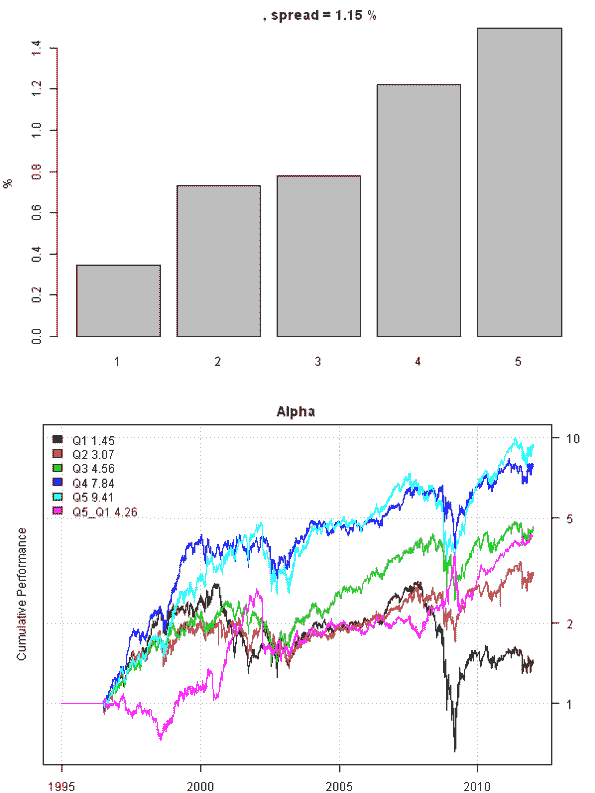 , spread = 1.15 %
%
0.0 0.2 0.4 0.6 0.8 1.0 1.2 1.4
1 2 3 4 5
Alpha
Q1 1.45
Q2 3.07
Q3 4.56
Q4 7.84
Q5 9.41
Q5_Q1 4.26
Cumulative Performance
10
5
2
1
1995 2000 2005 2010